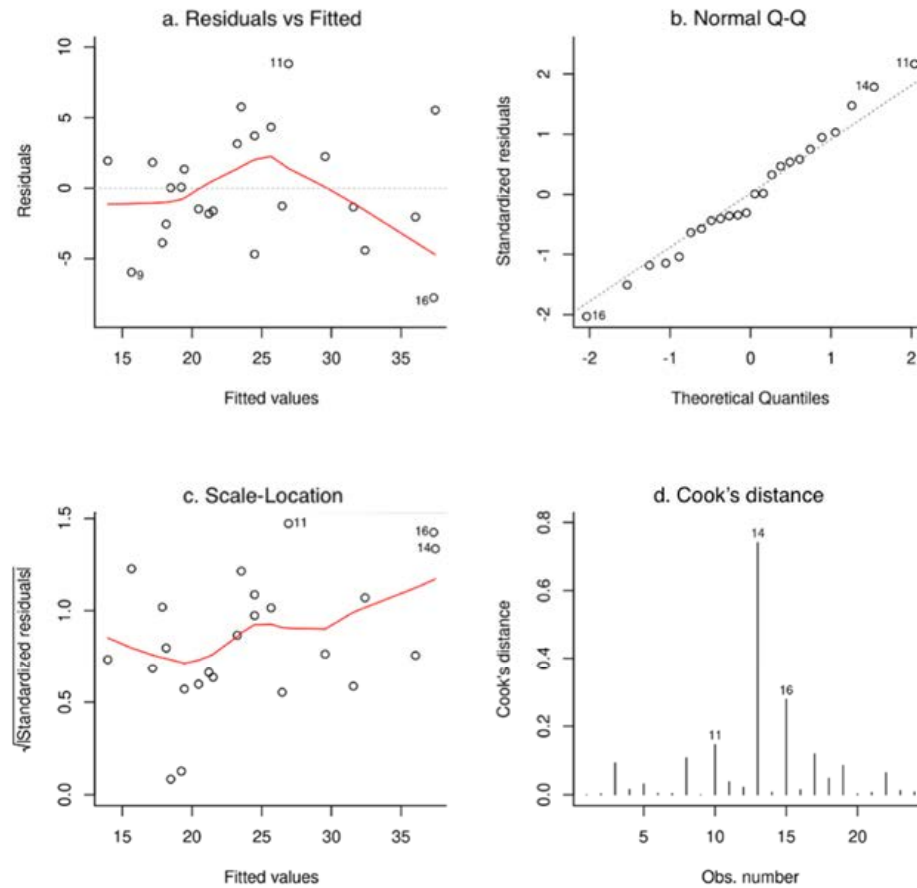 a. Residuals vs Fitted
10
5
0
-5
Residuals
11
9
16
15 20 25 30 35
Fitted values
b. Normal Q-Q
2
1
0
-1
-2
Standardized residuals
11
14
16
-2 -1 0 1 2
Theoretical Quantiles
c. Scale-Location
1.5
1.0
0.5
0.0
√|Standardized residuals|
11
16
14
15 20 25 30 35
Fitted values
d. Cook's distance
0.8
0.6
0.4
0.2
0.0
Cook's distance
14
16
11
5 10 15 20
Obs. number